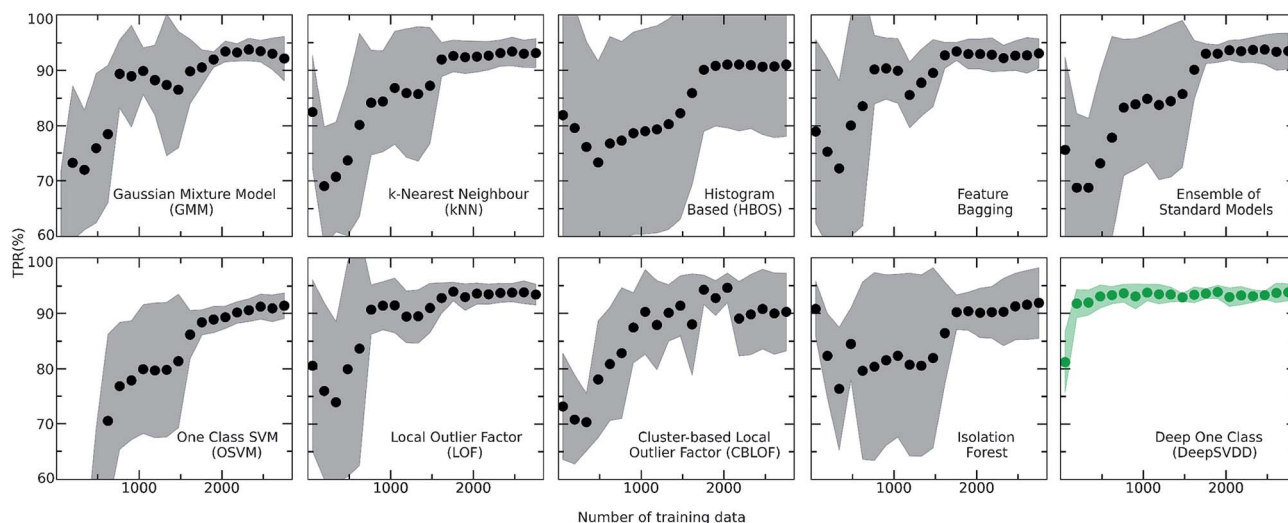 100
90
80
70
60
Gaussian Mixture Model
(GMM)
k-Nearest Neighbour
(kNN)
Histogram
Based (HBOS)
Feature
Bagging
Ensemble of
Standard Models
TPR(%)
100
90
80
70
60
One Class SVM
(OSVM)
Local Outlier Factor
(LOF)
Cluster-based Local
Outlier Factor (CBLOF)
Isolation
Forest
Deep One Class
(DeepSVDD)
1000 2000 1000 2000 1000 2000 1000 2000 1000 2000
Number of training data